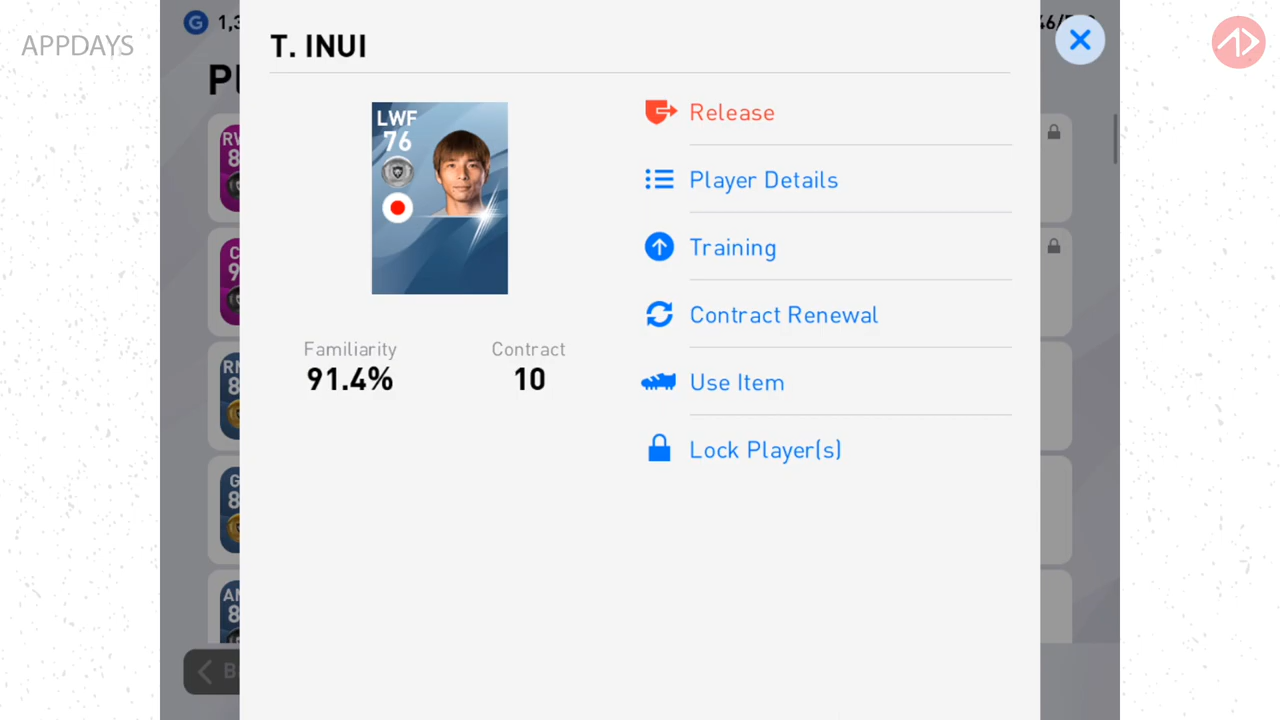 APPDAYS
T. INUI
LWF
76
Release
Player Details
Training
Contract Renewal
Use Item
Lock Player(s)
Familiarity
91.4%
Contract
10